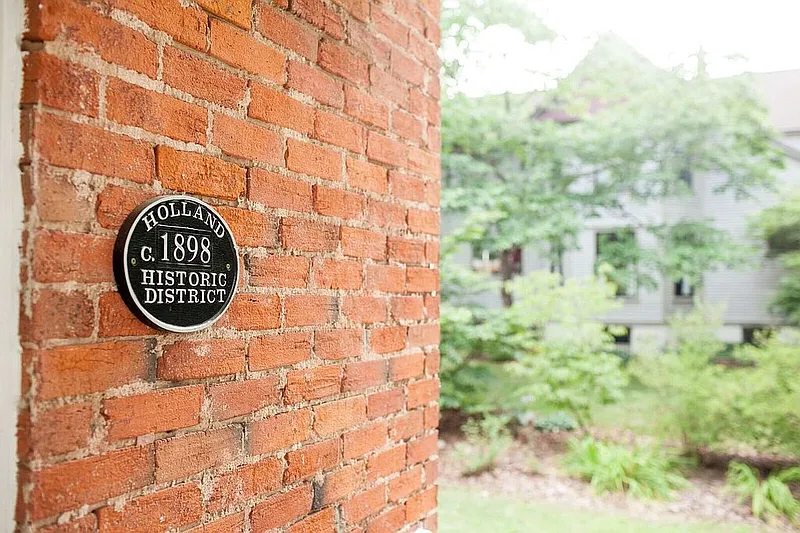 HOLLAND
C. 1898
HISTORIC
DISTRICT